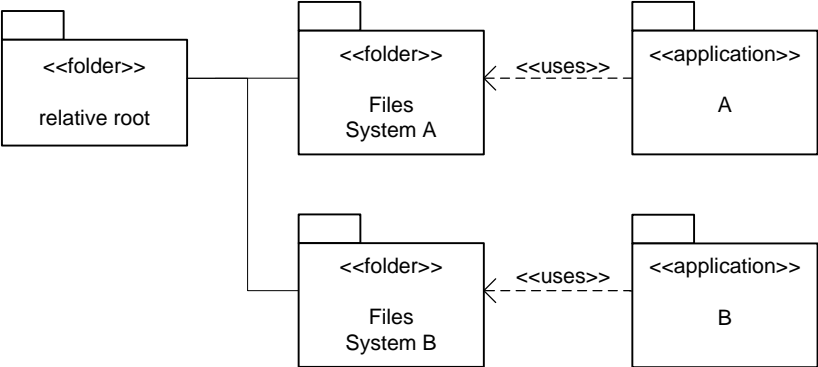 <<folder>>
relative root
<<folder>>
Files
System A
<<uses>>
<<application>>
A
<<folder>>
Files
System B
<<uses>>
<<application>>
B